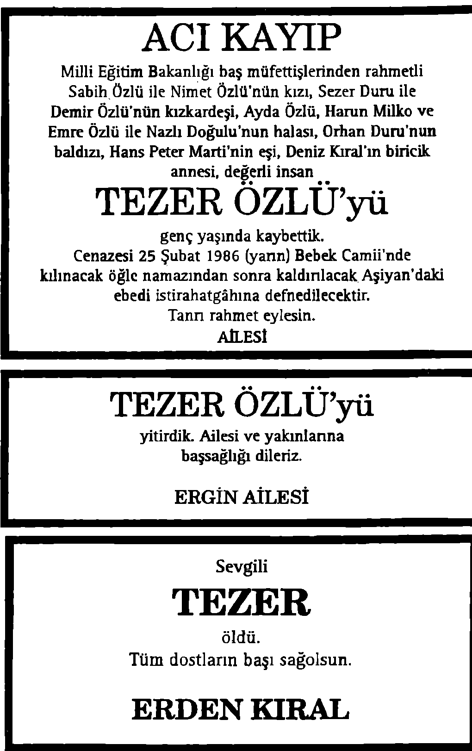 ACI KAYIP
Milli Eğitim Bakanlığı baş müfettişlerinden rahmetli
Sabih Özlü ile Nimet Özlü'nün kızı, Sezer Duru ile
Demir Özlü'nün kızkardeşi, Ayda Özlü, Harun Milko ve
Emre Özlü ile Nazlı Doğulu'nun halası, Orhan Duru'nun
baldızı, Hans Peter Marti'nin eşi, Deniz Kıral'ın biricik
annesi, değerli insan
TEZER ÖZLÜ'yü
genç yaşında kaybettik.
Cenazesi 25 Şubat 1986 (yarın) Bebek Camii'nde
kılınacak öğle namazından sonra kaldırılacak Aşiyan'daki
ebedi istirahatgâhına defnedilecektir.
Tanrı rahmet eylesin.
AİLESİ
TEZER ÖZLÜ'yü
yitirdik. Ailesi ve yakınlarına
başsağlığı dileriz.
ERGİN AİLESİ
Sevgili
TEZER
öldü.
Tüm dostların başı sağolsun.
ERDEN KIRAL